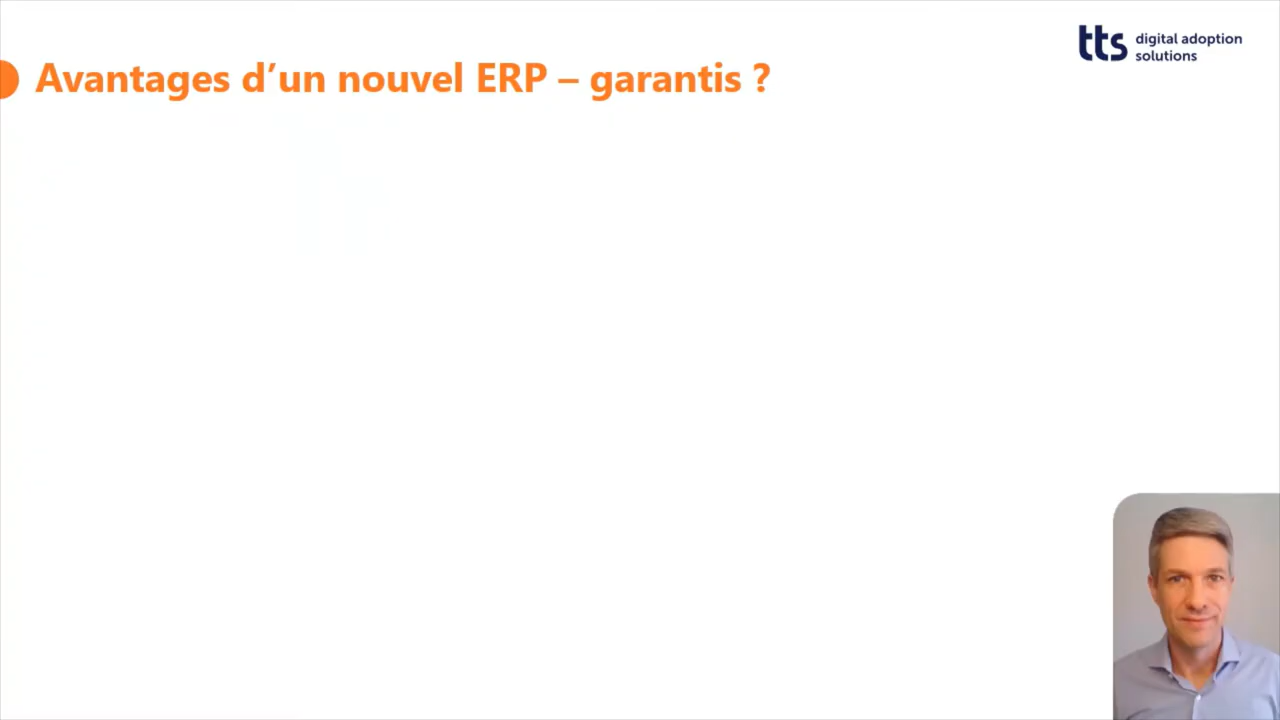 Avantages d’un nouvel ERP – garantis ?
tts digital adoption
solutions